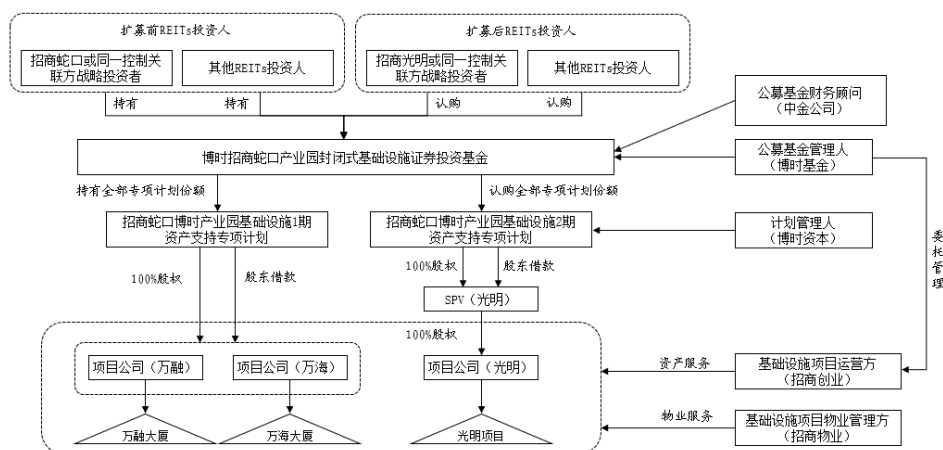 扩募前REITs投资人
扩募后REITs投资人
招商蛇口或同一控制关
联方战略投资者
其他REITs投资人
招商光明或同一控制关
联方战略投资者
其他REITs投资人
持有
持有
认购
认购
公募基金财务顾问
（中金公司）
博时招商蛇口产业园封闭式基础设施证券投资基金
公募基金管理人
（博时基金）
持有全部专项计划份额
认购全部专项计划份额
招商蛇口博时产业园基础设施1期
资产支持专项计划
招商蛇口博时产业园基础设施2期
资产支持专项计划
计划管理人
（博时资本）
委托管理
100%股权
股东借款
100%股权
股东借款
SPV（光明）
100%股权
项目公司（万融）
项目公司（万海）
项目公司（光明）
资产服务
基础设施项目运营方
（招商创业）
万融大厦
万海大厦
光明项目
物业服务
基础设施项目物业管理方
（招商物业）